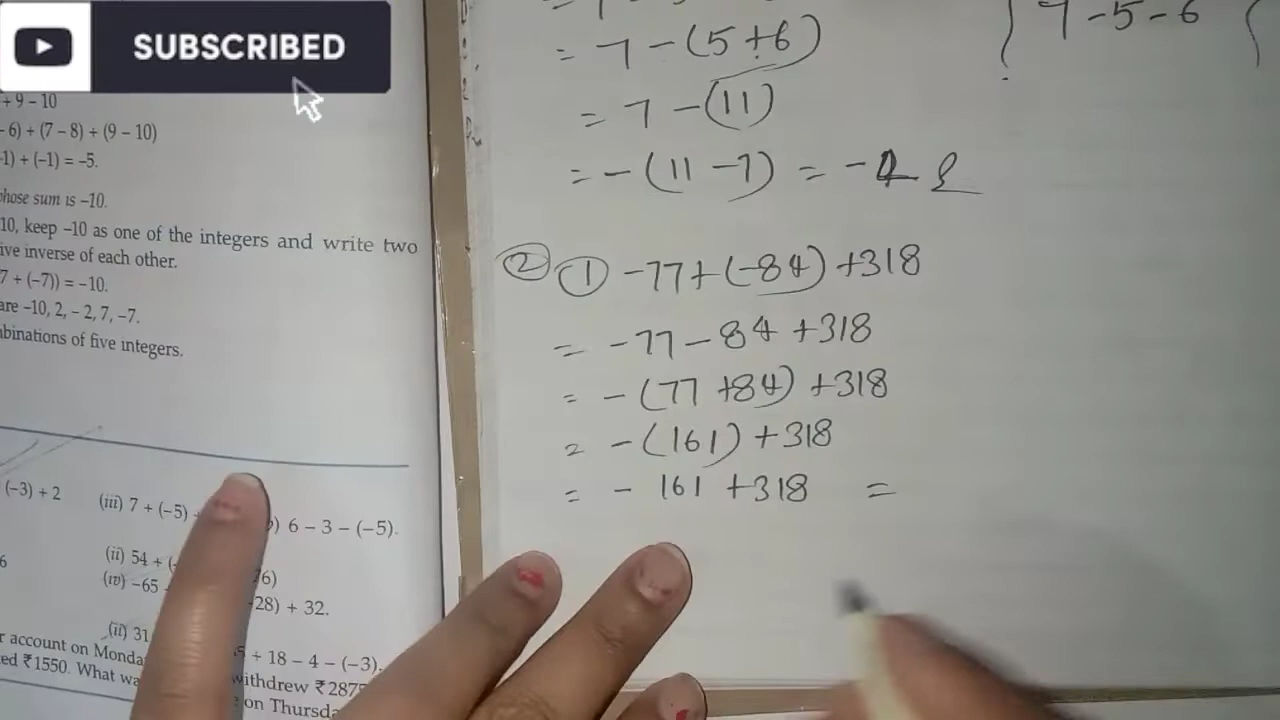 SUBSCRIBED
+ 9 – 10
– 6) + (7 – 8) + (9 – 10)
–1) + (–1) = –5.
whose sum is –10.
10, keep –10 as one of the integers and write two
ive inverse of each other.
7 + (–7)) = –10.
are –10, 2, – 2, 7, –7.
mbinations of five integers.
(–3) + 2 (iii) 7 + (–5) 6 – 3 – (–5).
(ii) 54 + (– 76)
6 (iv) –65 –28) + 32.
(ii) 31 5 + 18 – 4 – (–3).
r account on Monda withdrew ₹287
ed ₹1550. What wa on Thursda
7 - 5 - 6
= 7 - (5 + 6)
= 7 - (11)
= - (11 - 7) = - 4
② ① -77 + (-84) + 318
= -77 - 84 + 318
= - (77 + 84) + 318
= - (161) + 318
= - 161 + 318 =